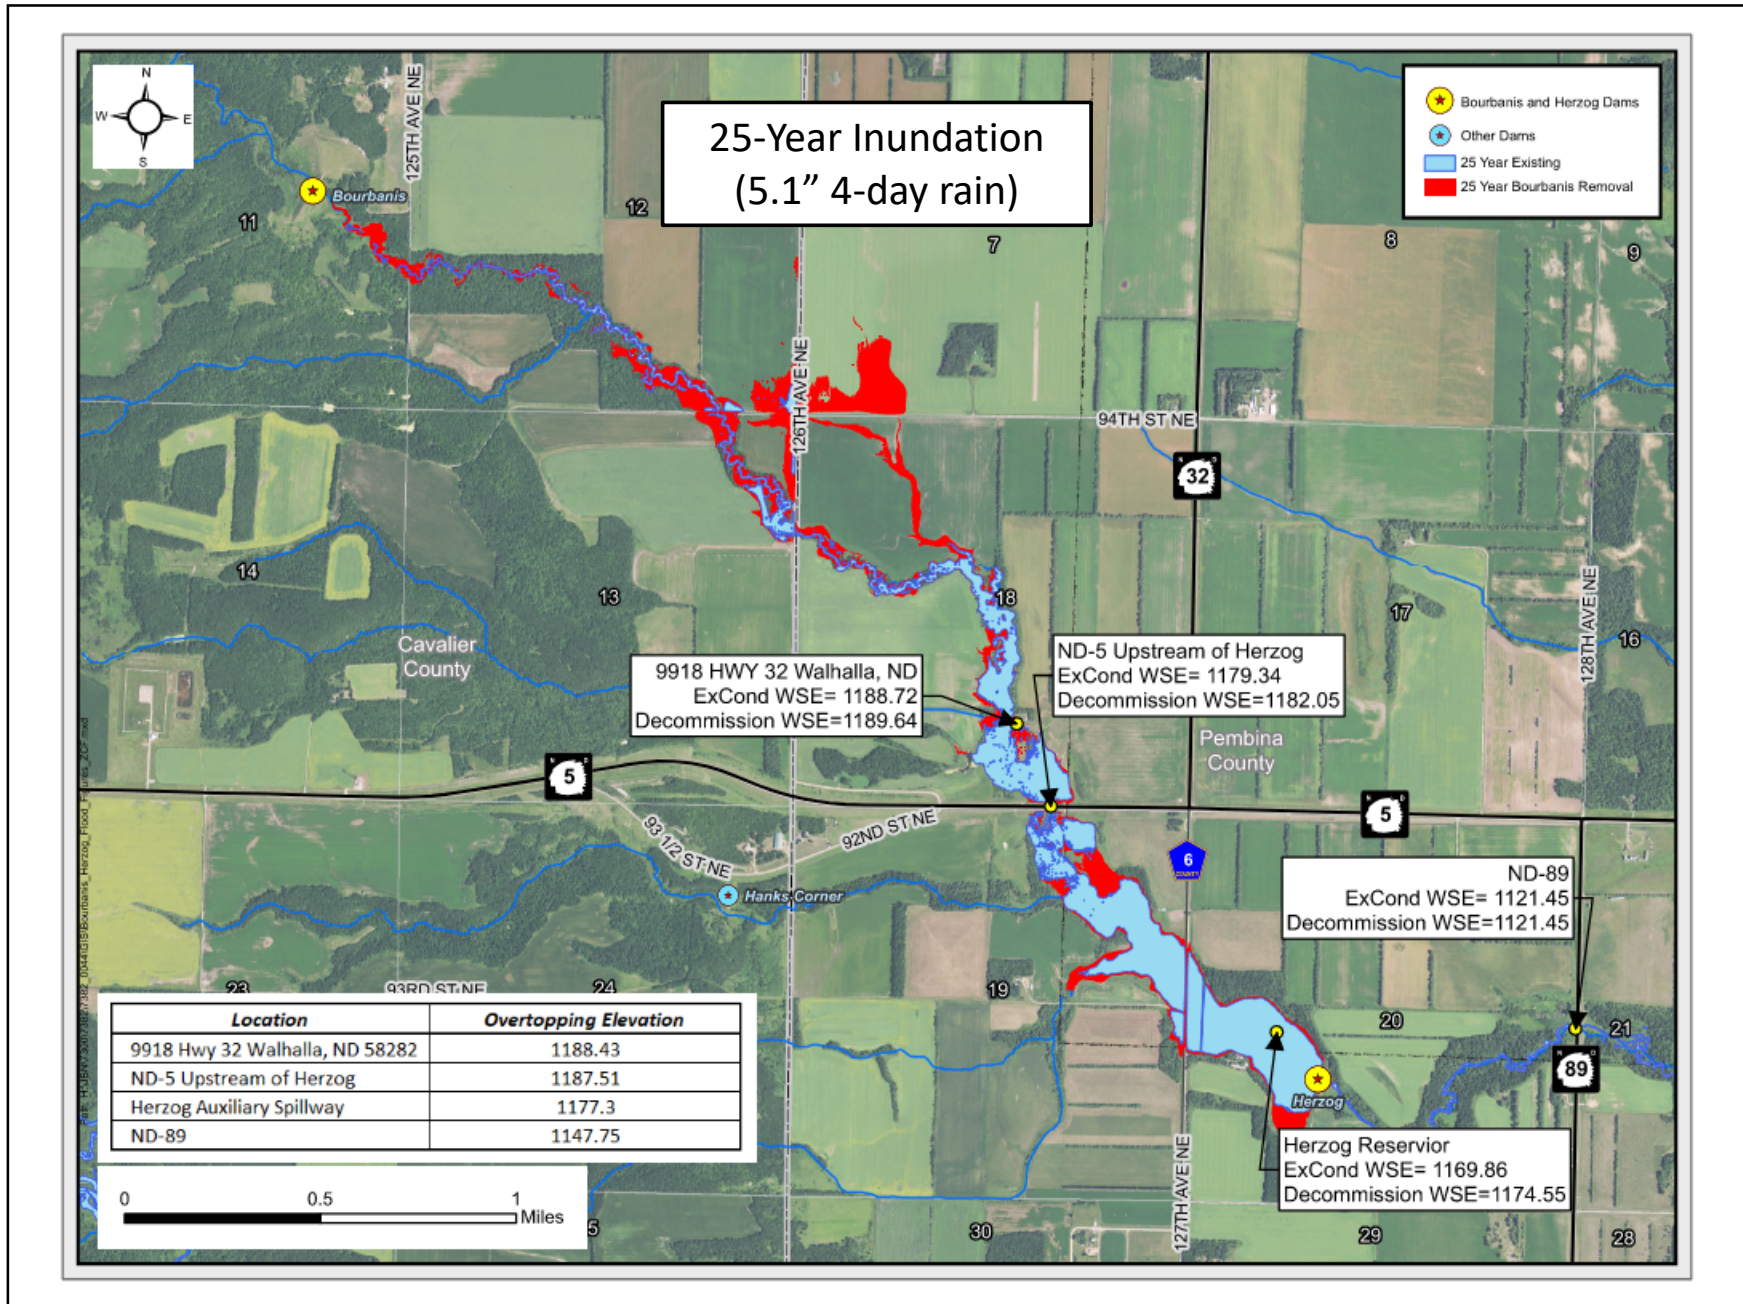 25-Year Inundation
(5.1” 4-day rain)
N
W
E
S
Bourbanis and Herzog Dams
Other Dams
25 Year Existing
25 Year Bourbanis Removal
125TH AVE NE
Bourbanis
11
12
7
8
9
126TH AVE NE
94TH ST NE
N D
32
14
13
18
17
16
128TH AVE NE
Cavalier
County
9918 HWY 32 Walhalla, ND
ExCond WSE= 1188.72
Decommission WSE=1189.64
ND-5 Upstream of Herzog
ExCond WSE= 1179.34
Decommission WSE=1182.05
Pembina
County
N D
5
N D
5
93 1/2 ST NE
92ND ST NE
6
COUNTY
Hanks Corner
ND-89
ExCond WSE= 1121.45
Decommission WSE=1121.45
23
93RD ST NE
24
19
20
21
N D
89
Herzog
Location Overtopping Elevation
9918 Hwy 32 Walhalla, ND 58282 1188.43
ND-5 Upstream of Herzog 1187.51
Herzog Auxiliary Spillway 1177.3
ND-89 1147.75
Herzog Reservior
ExCond WSE= 1169.86
Decommission WSE=1174.55
127TH AVE NE
0 0.5 1
Miles
5
30
29
28